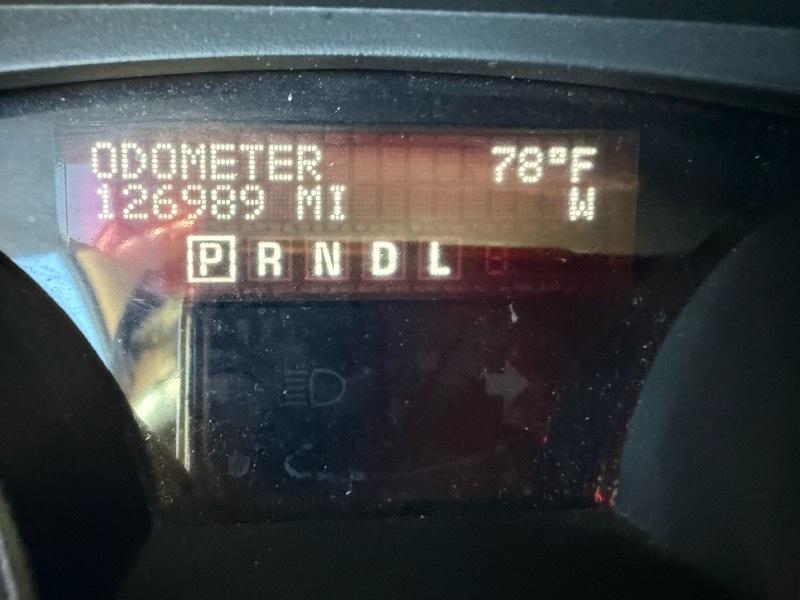 ODOMETER 78°F
126989 MI W
P R N D L